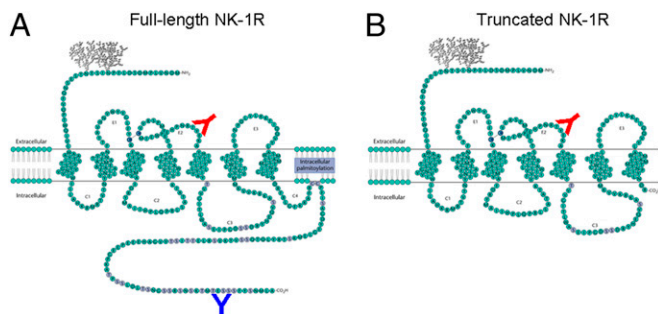 A
Full-length NK-1R
B
Truncated NK-1R
NH₂
NH₂
E1
E2
E3
E1
E2
E3
Extracellular
Extracellular
Intracellular
palmitoylation
Intracellular
Intracellular
C1
C2
C3
C4
C1
C2
C3
CO₂H